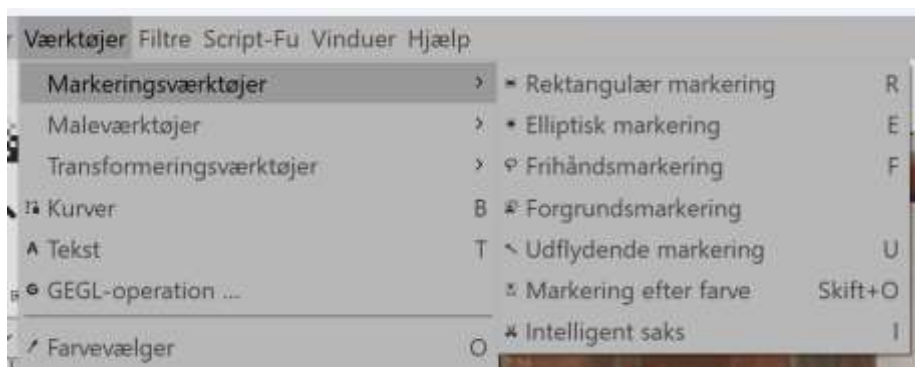 Værktøjer Filtre Script-Fu Vinduer Hjælp
Markeringsværktøjer
Maleværktøjer
Transformeringsværktøjer
Kurver B
Tekst T
GEGL-operation ...
Farvevælger O
Rektangulær markering R
Elliptisk markering E
Frihåndsmarkering F
Forgrundsmarkering
Udflydende markering U
Markering efter farve Skift+O
Intelligent saks I